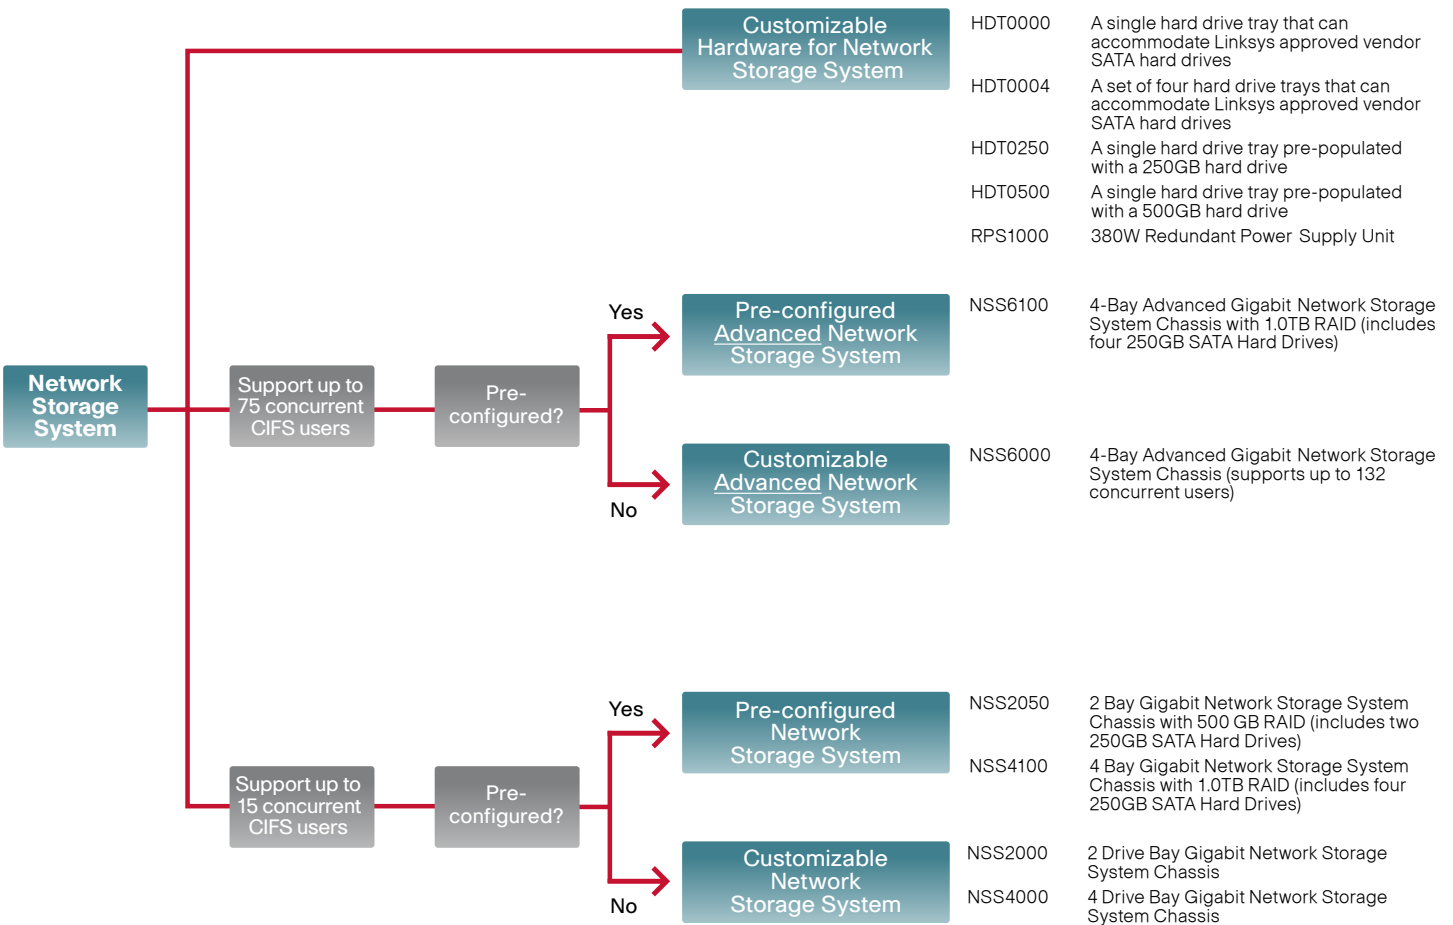 Customizable
Hardware for Network
Storage System
HDT0000
A single hard drive tray that can
accommodate Linksys approved vendor
SATA hard drives
HDT0004
A set of four hard drive trays that can
accommodate Linksys approved vendor
SATA hard drives
HDT0250
A single hard drive tray pre-populated
with a 250GB hard drive
HDT0500
A single hard drive tray pre-populated
with a 500GB hard drive
RPS1000
380W Redundant Power Supply Unit
Network
Storage
System
Support up to
75 concurrent
CIFS users
Pre-
configured?
Yes
Pre-configured
Advanced Network
Storage System
NSS6100
4-Bay Advanced Gigabit Network Storage
System Chassis with 1.0TB RAID (includes
four 250GB SATA Hard Drives)
No
Customizable
Advanced Network
Storage System
NSS6000
4-Bay Advanced Gigabit Network Storage
System Chassis (supports up to 132
concurrent users)
Support up to
15 concurrent
CIFS users
Pre-
configured?
Yes
Pre-configured
Network
Storage System
NSS2050
2 Bay Gigabit Network Storage System
Chassis with 500 GB RAID (includes two
250GB SATA Hard Drives)
NSS4100
4 Bay Gigabit Network Storage System
Chassis with 1.0TB RAID (includes four
250GB SATA Hard Drives)
No
Customizable
Network
Storage System
NSS2000
2 Drive Bay Gigabit Network Storage
System Chassis
NSS4000
4 Drive Bay Gigabit Network Storage
System Chassis